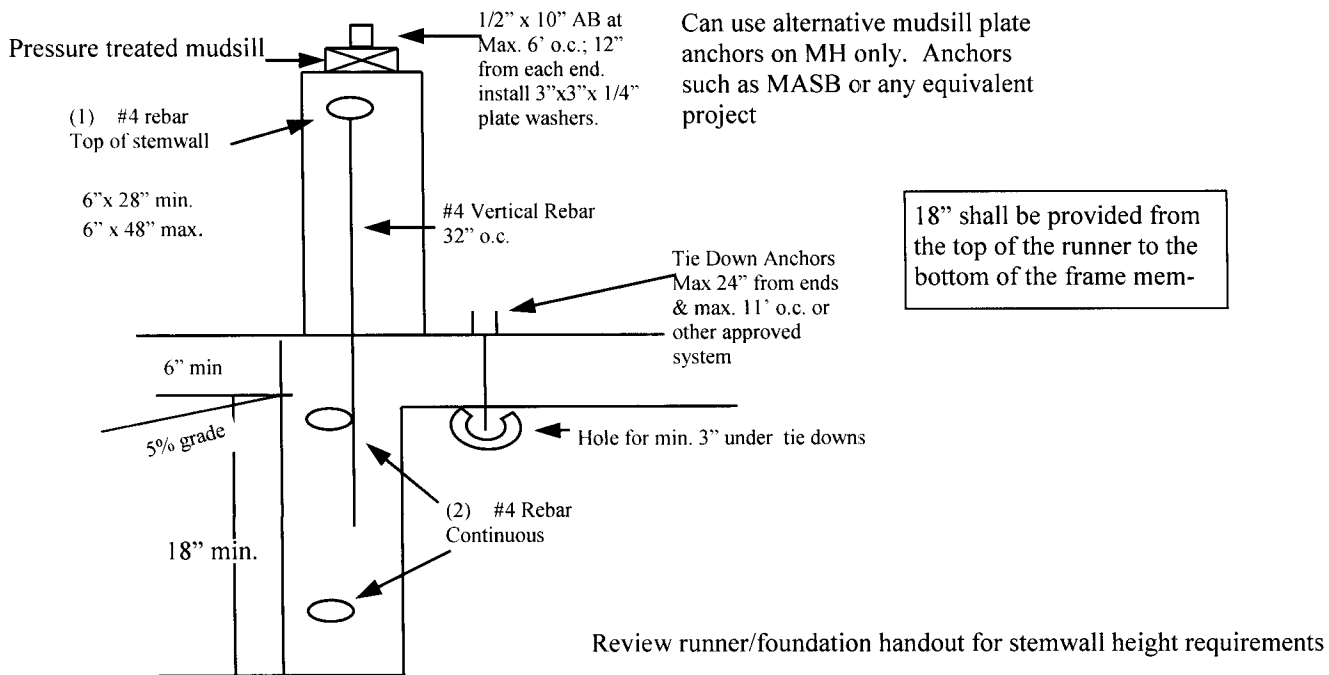 Pressure treated mudsill
1/2” x 10” AB at
Max. 6’ o.c.; 12”
from each end.
install 3”x3”x 1/4”
plate washers.
Can use alternative mudsill plate
anchors on MH only. Anchors
such as MASB or any equivalent
project
(1) #4 rebar
Top of stemwall
6”x 28” min.
6” x 48” max.
#4 Vertical Rebar
32” o.c.
18” shall be provided from
the top of the runner to the
bottom of the frame mem-
Tie Down Anchors
Max 24” from ends
& max. 11’ o.c. or
other approved
system
6” min
5% grade
Hole for min. 3” under tie downs
(2) #4 Rebar
Continuous
18” min.
Review runner/foundation handout for stemwall height requirements